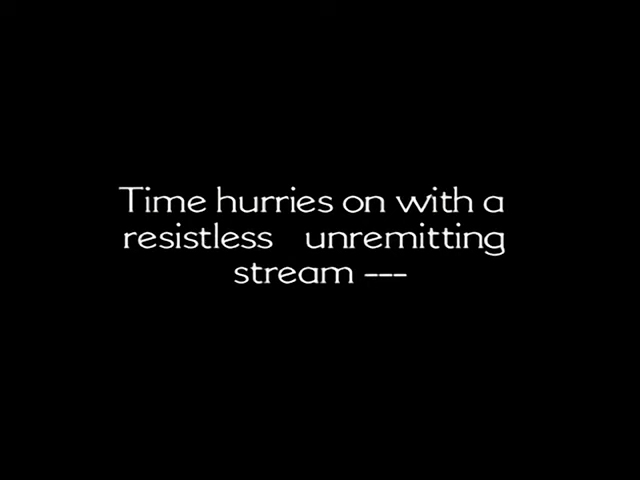 Time hurries on with a
resistless unremitting
stream ---